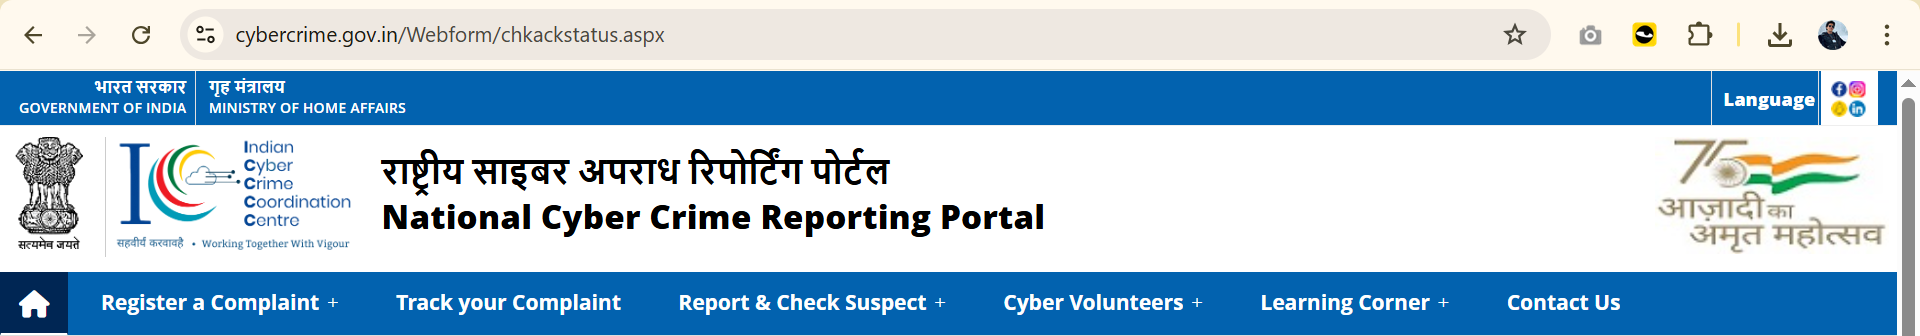 cybercrime.gov.in/Webform/chkackstatus.aspx
भारत सरकार
GOVERNMENT OF INDIA
गृह मंत्रालय
MINISTRY OF HOME AFFAIRS
Language
सत्यमेव जयते
Indian
Cyber
Crime
Coordination
Centre
सहवीर्यं करवावहै • Working Together With Vigour
राष्ट्रीय साइबर अपराध रिपोर्टिंग पोर्टल
National Cyber Crime Reporting Portal
75
आज़ादी का
अमृत महोत्सव
Register a Complaint +
Track your Complaint
Report & Check Suspect +
Cyber Volunteers +
Learning Corner +
Contact Us